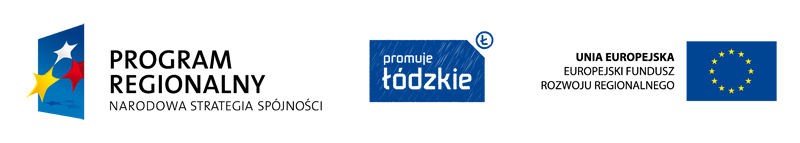 PROGRAM
REGIONALNY
NARODOWA STRATEGIA SPÓJNOŚCI
promuje
łódzkie
UNIA EUROPEJSKA
EUROPEJSKI FUNDUSZ
ROZWOJU REGIONALNEGO